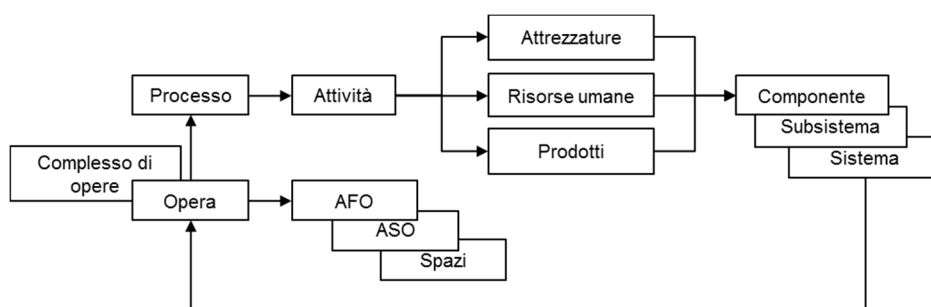 Attrezzature
Processo
Attività
Risorse umane
Componente
Subsistema
Sistema
Prodotti
Complesso di
opere
Opera
AFO
ASO
Spazi